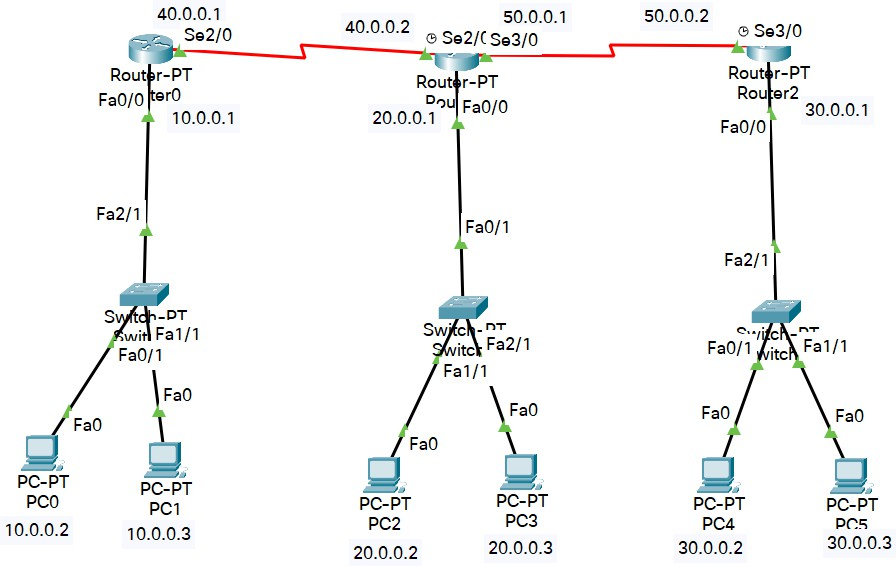 40.0.0.1
Se2/0
Router-PT
ter0
Fa0/0
10.0.0.1
Fa2/1
Switch-PT
Fa1/1
Fa0/1
Fa0
Fa0
PC-PT
PC0
10.0.0.2
PC-PT
PC1
10.0.0.3
40.0.0.2
Se2/0
Se3/0
50.0.0.1
Router-PT
Rou
20.0.0.1
Fa0/0
Fa0/1
Switch-PT
Switch
Fa2/1
Fa1/1
Fa0
Fa0
PC-PT
PC2
20.0.0.2
PC-PT
PC3
20.0.0.3
50.0.0.2
Se3/0
Router-PT
Router2
30.0.0.1
Fa0/0
Fa2/1
Switch-PT
witch
Fa0/1
Fa1/1
Fa0
Fa0
PC-PT
PC4
30.0.0.2
PC-PT
PC5
30.0.0.3